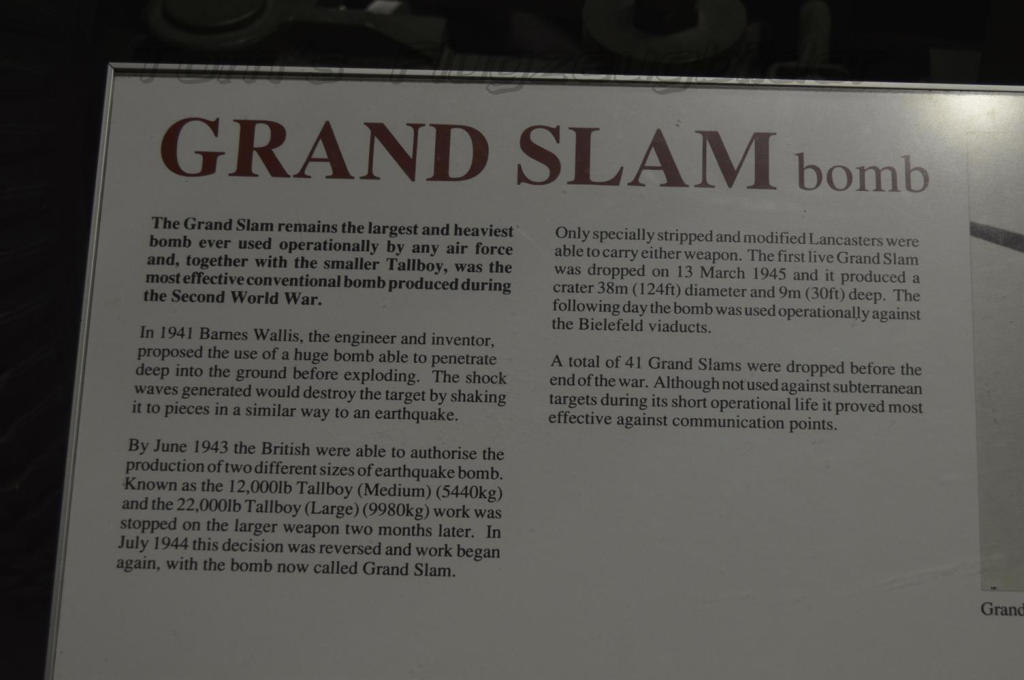 GRAND SLAM bomb
The Grand Slam remains the largest and heaviest
bomb ever used operationally by any air force
and, together with the smaller Tallboy, was the
most effective conventional bomb produced during
the Second World War.
In 1941 Barnes Wallis, the engineer and inventor,
proposed the use of a huge bomb able to penetrate
deep into the ground before exploding. The shock
waves generated would destroy the target by shaking
it to pieces in a similar way to an earthquake.
By June 1943 the British were able to authorise the
production of two different sizes of earthquake bomb.
Known as the 12,000lb Tallboy (Medium) (5440kg)
and the 22,000lb Tallboy (Large) (9980kg) work was
stopped on the larger weapon two months later. In
July 1944 this decision was reversed and work began
again, with the bomb now called Grand Slam.
Only specially stripped and modified Lancasters were
able to carry either weapon. The first live Grand Slam
was dropped on 13 March 1945 and it produced a
crater 38m (124ft) diameter and 9m (30ft) deep. The
following day the bomb was used operationally against
the Bielefeld viaducts.
A total of 41 Grand Slams were dropped before the
end of the war. Although not used against subterranean
targets during its short operational life it proved most
effective against communication points.
Grand